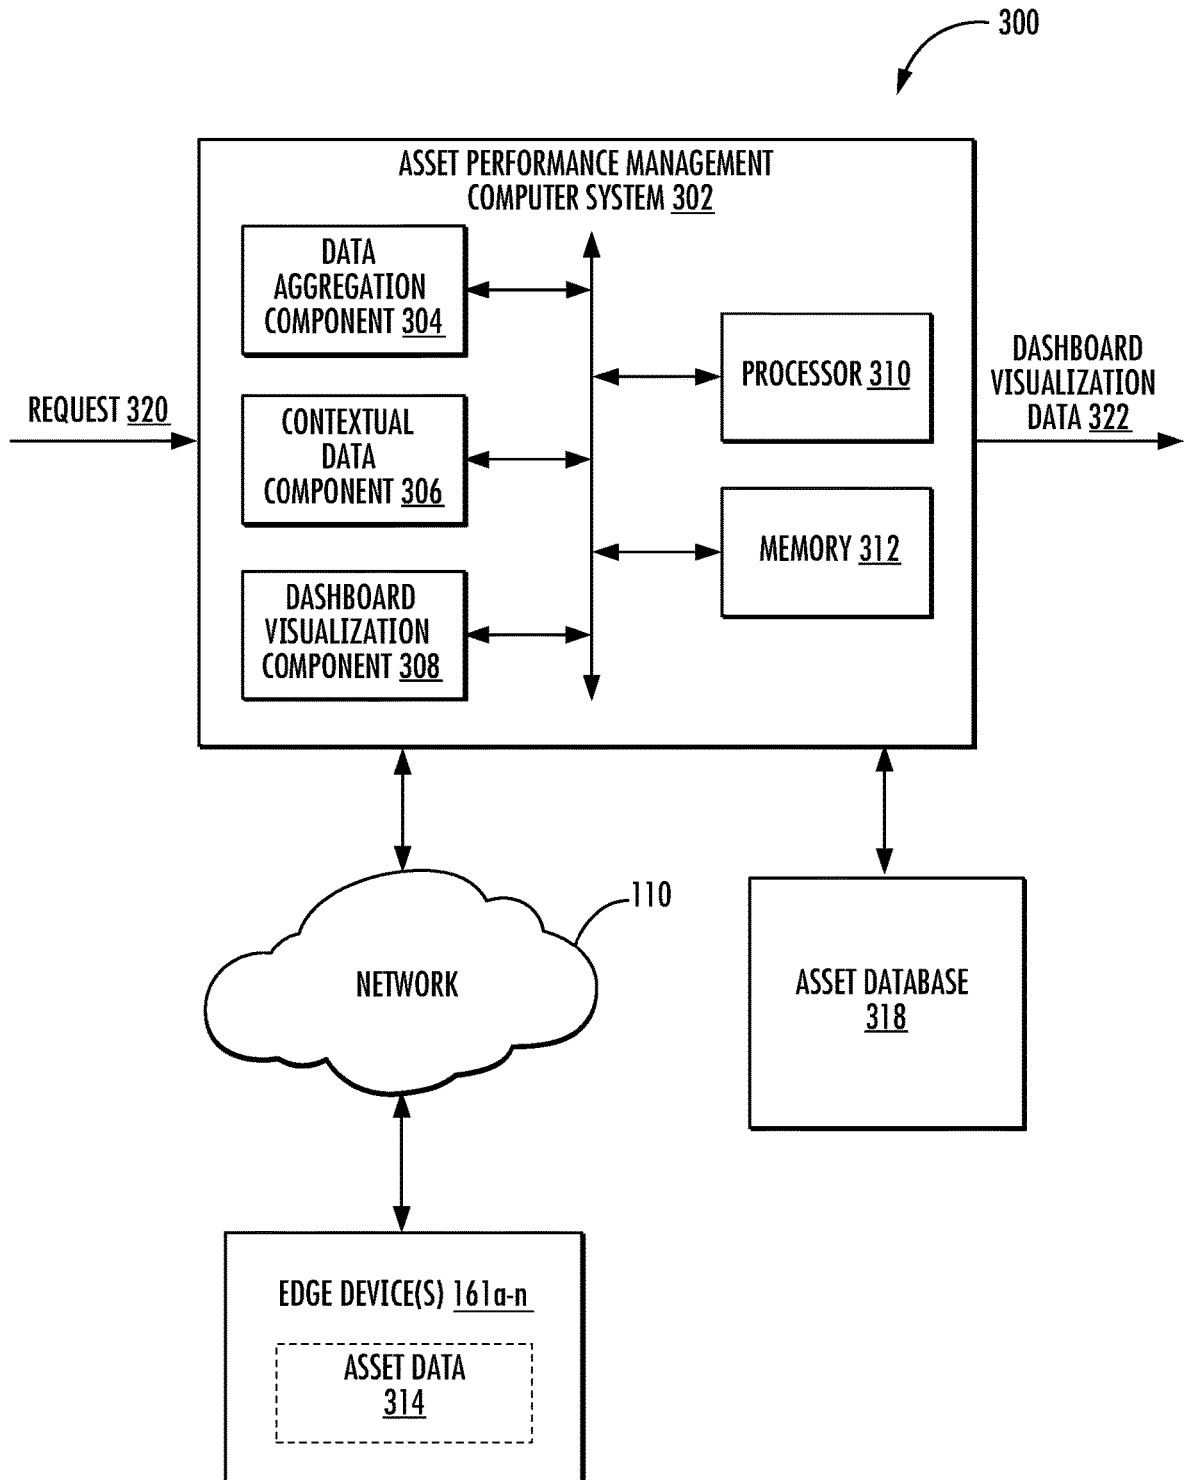 300
ASSET PERFORMANCE MANAGEMENT
COMPUTER SYSTEM 302
DATA
AGGREGATION
COMPONENT 304
CONTEXTUAL
DATA
COMPONENT 306
DASHBOARD
VISUALIZATION
COMPONENT 308
PROCESSOR 310
MEMORY 312
REQUEST 320
DASHBOARD
VISUALIZATION
DATA 322
110
NETWORK
ASSET DATABASE
318
EDGE DEVICE(S) 161a-n
ASSET DATA
314